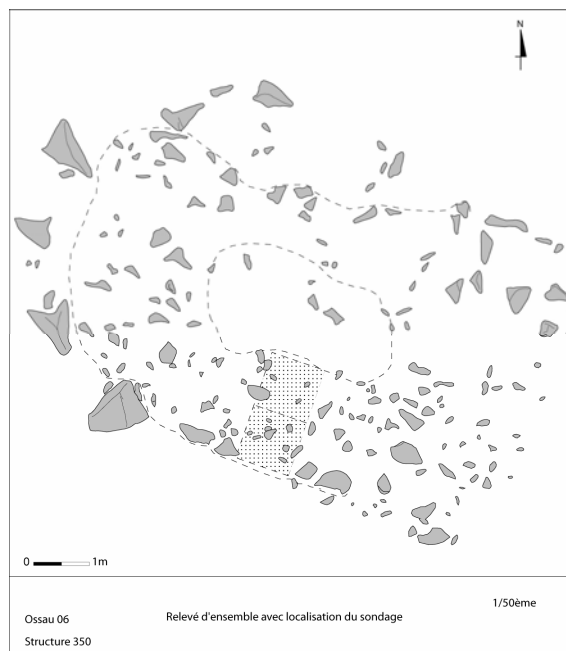 N
0 1m
1/50ème
Ossau 06
Relevé d'ensemble avec localisation du sondage
Structure 350